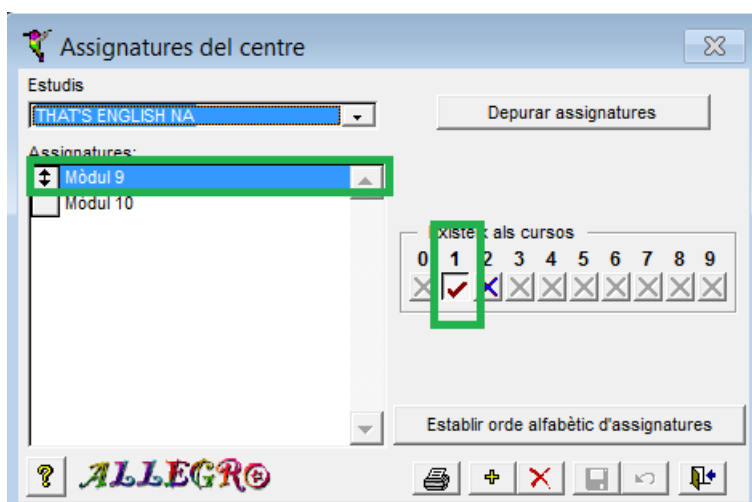 Assignatures del centre
Estudis
THAT'S ENGLISH NA
Depurar assignatures
Assignatures:
Mòdul 9
Mòdul 10
Existeix als cursos
0 1 2 3 4 5 6 7 8 9
Establir orde alfabètic d'assignatures
ALLEGRO